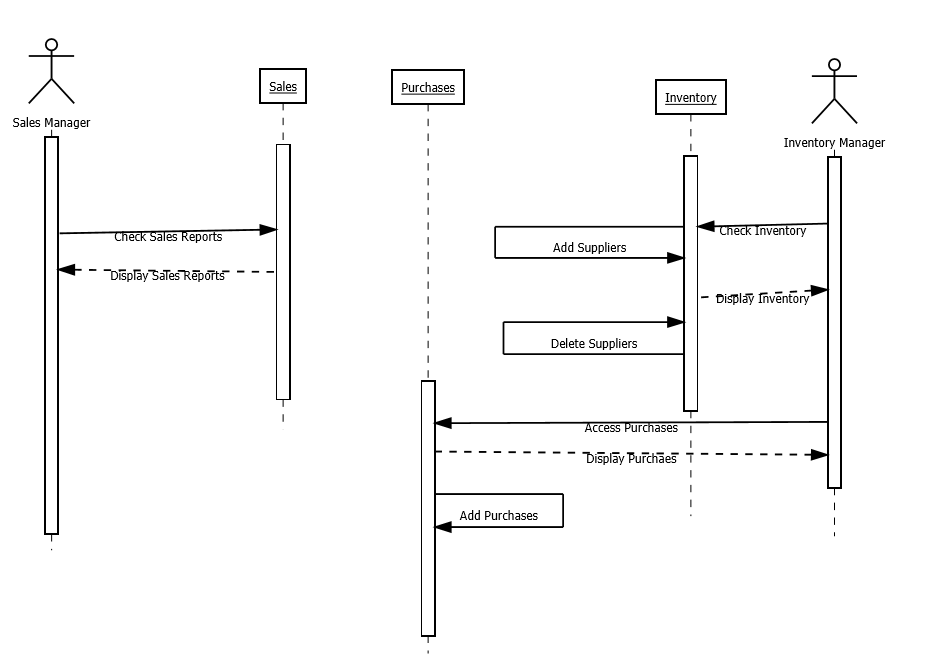 Sales
Purchases
Inventory
Sales Manager
Inventory Manager
Check Sales Reports
Check Inventory
Add Suppliers
Display Sales Reports
Display Inventory
Delete Suppliers
Access Purchases
Display Purchaes
Add Purchases